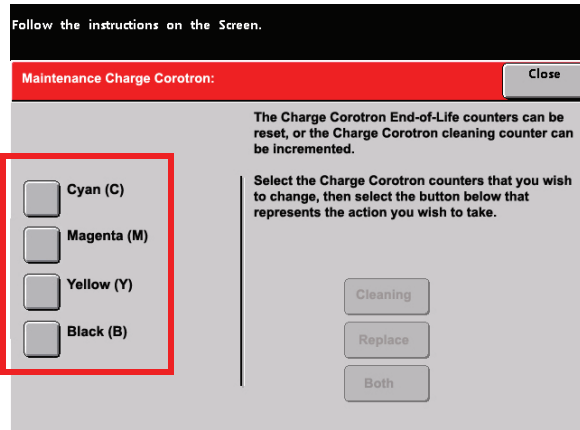 Follow the instructions on the Screen.
Maintenance Charge Corotron:
Close
The Charge Corotron End-of-Life counters can be
reset, or the Charge Corotron cleaning counter can
be incremented.
Select the Charge Corotron counters that you wish
to change, then select the button below that
represents the action you wish to take.
Cyan (C)
Magenta (M)
Yellow (Y)
Black (B)
Cleaning
Replace
Both